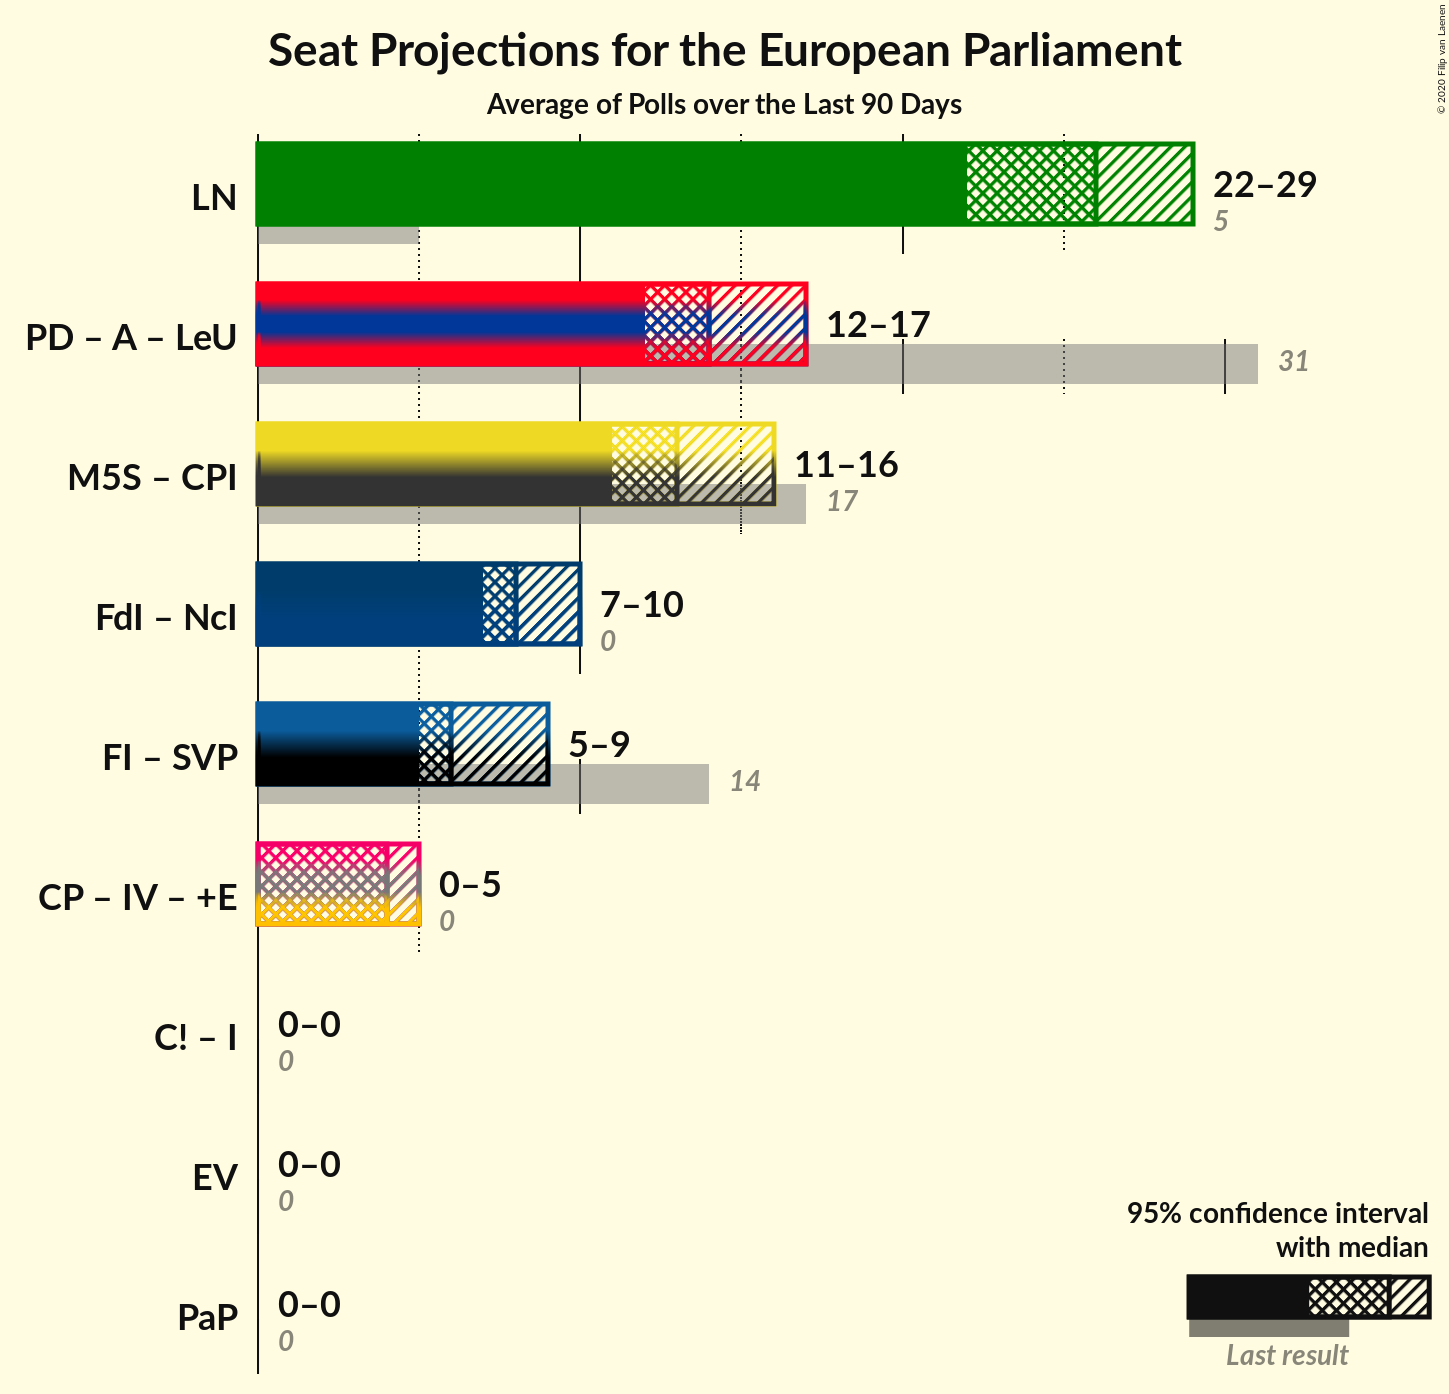 Seat Projections for the European Parliament
Average of Polls over the Last 90 Days
© 2020 Filip van Laenen
LN
22–29
5
PD – A – LeU
12–17
31
M5S – CPI
11–16
17
FdI – NcI
7–10
0
FI – SVP
5–9
14
CP – IV – +E
0–5
0
C! – I
0–0
0
EV
0–0
0
PaP
0–0
0
95% confidence interval
with median
Last result